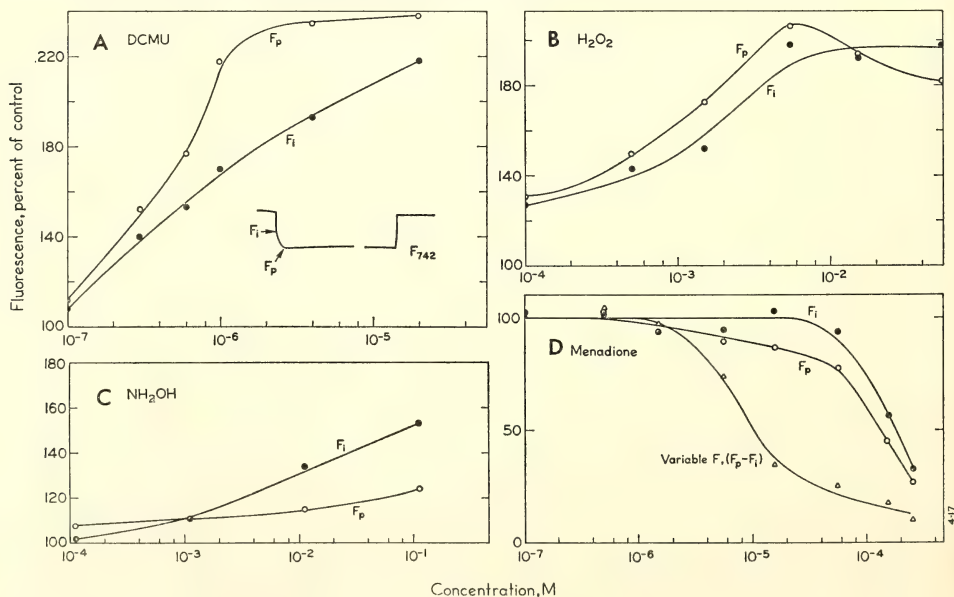 Fluorescence, percent of control
A DCMU
220
180
140
100
10⁻⁷
10⁻⁶
10⁻⁵
Fp
Fi
Fi
Fp
F742
B H₂O₂
180
140
100
10⁻⁴
10⁻³
10⁻²
Fp
Fi
C NH₂OH
180
160
140
120
100
10⁻⁴
10⁻³
10⁻²
10⁻¹
Fi
Fp
D Menadione
100
50
0
10⁻⁷
10⁻⁶
10⁻⁵
10⁻⁴
Fi
Fp
Variable F, (Fp-Fi)
4·17
Concentration, M